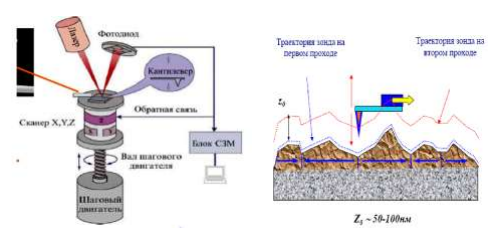 Лазер
Фотодиод
Кантилевер
Обратная связь
Сканер X,Y,Z
Блок СЗМ
Вал шагового
двигателя
Шаговый
двигатель
Траектория зонда на
первом проходе
Траектория зонда на
втором проходе
z₀
Z₁ ~ 50-100нм